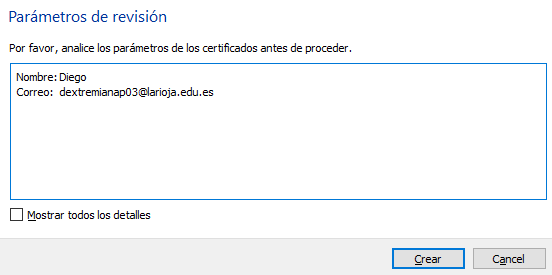 Parámetros de revisión
Por favor, analice los parámetros de los certificados antes de proceder.
Nombre: Diego
Correo: dextremianap03@larioja.edu.es
Mostrar todos los detalles
Crear
Cancel